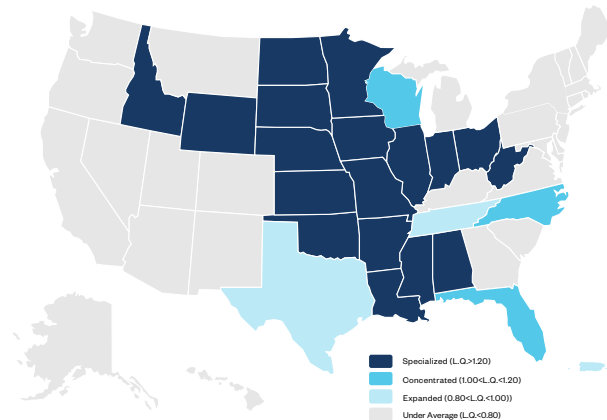 Specialized (L.Q.>1.20)
Concentrated (1.00<L.Q.<1.20)
Expanded (0.80<L.Q.<1.00))
Under Average (L.Q.<0.80)